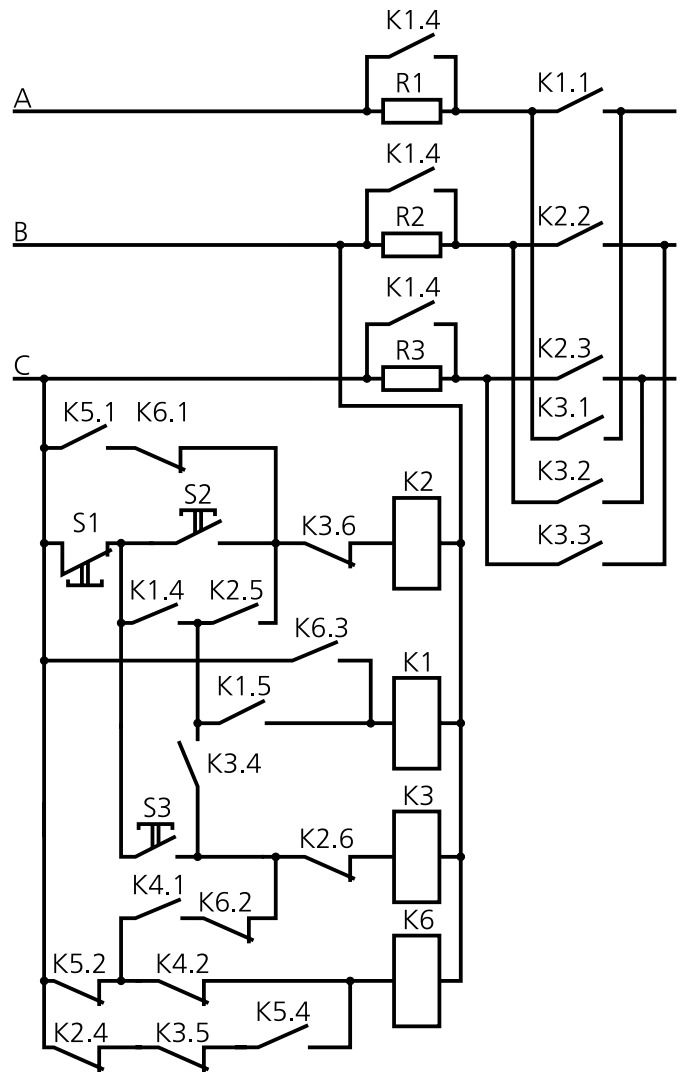 K1.4
R1
K1.1
A
K1.4
R2
K2.2
B
K1.4
R3
K2.3
C
K5.1 K6.1
K3.1
S2
K2
K3.2
S1
K3.6
K3.3
K1.4 K2.5
K6.3
K1.5
K1
K3.4
S3
K2.6
K3
K4.1
K6.2
K6
K5.2 K4.2
K2.4 K3.5 K5.4